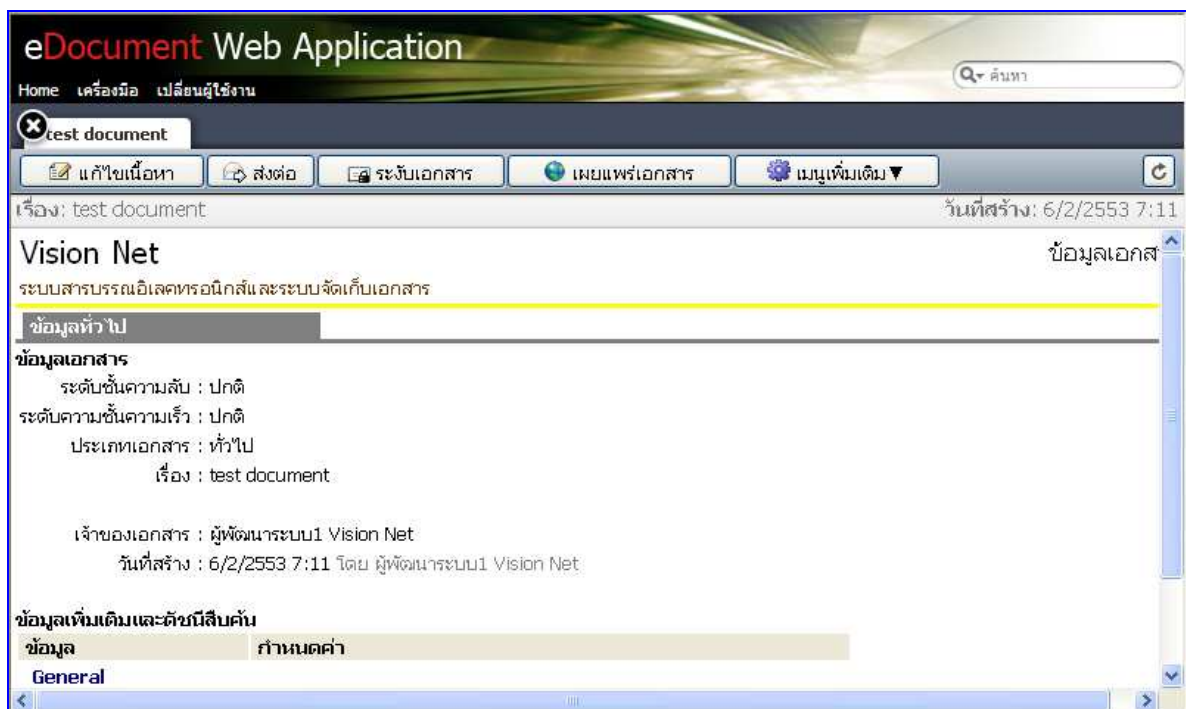 eDocument Web Application
ค้นหา
Home เครื่องมือ เปลี่ยนผู้ใช้งาน
test document
แก้ไขเนื้อหา ส่งต่อ ระงับเอกสาร เผยแพร่เอกสาร เมนูเพิ่มเติม▼
เรื่อง: test document วันที่สร้าง: 6/2/2553 7:11
Vision Net ข้อมูลเอกส
ระบบสารบรรณอิเลคทรอนิกส์และระบบจัดเก็บเอกสาร
ข้อมูลทั่วไป
ข้อมูลเอกสาร
ระดับชั้นความลับ : ปกติ
ระดับความชั้นความเร็ว : ปกติ
ประเภทเอกสาร : ทั่วไป
เรื่อง : test document
เจ้าของเอกสาร : ผู้พัฒนาระบบ1 Vision Net
วันที่สร้าง : 6/2/2553 7:11 โดย ผู้พัฒนาระบบ1 Vision Net
ข้อมูลเพิ่มเติมและดัชนีสืบค้น
ข้อมูล กำหนดค่า
General